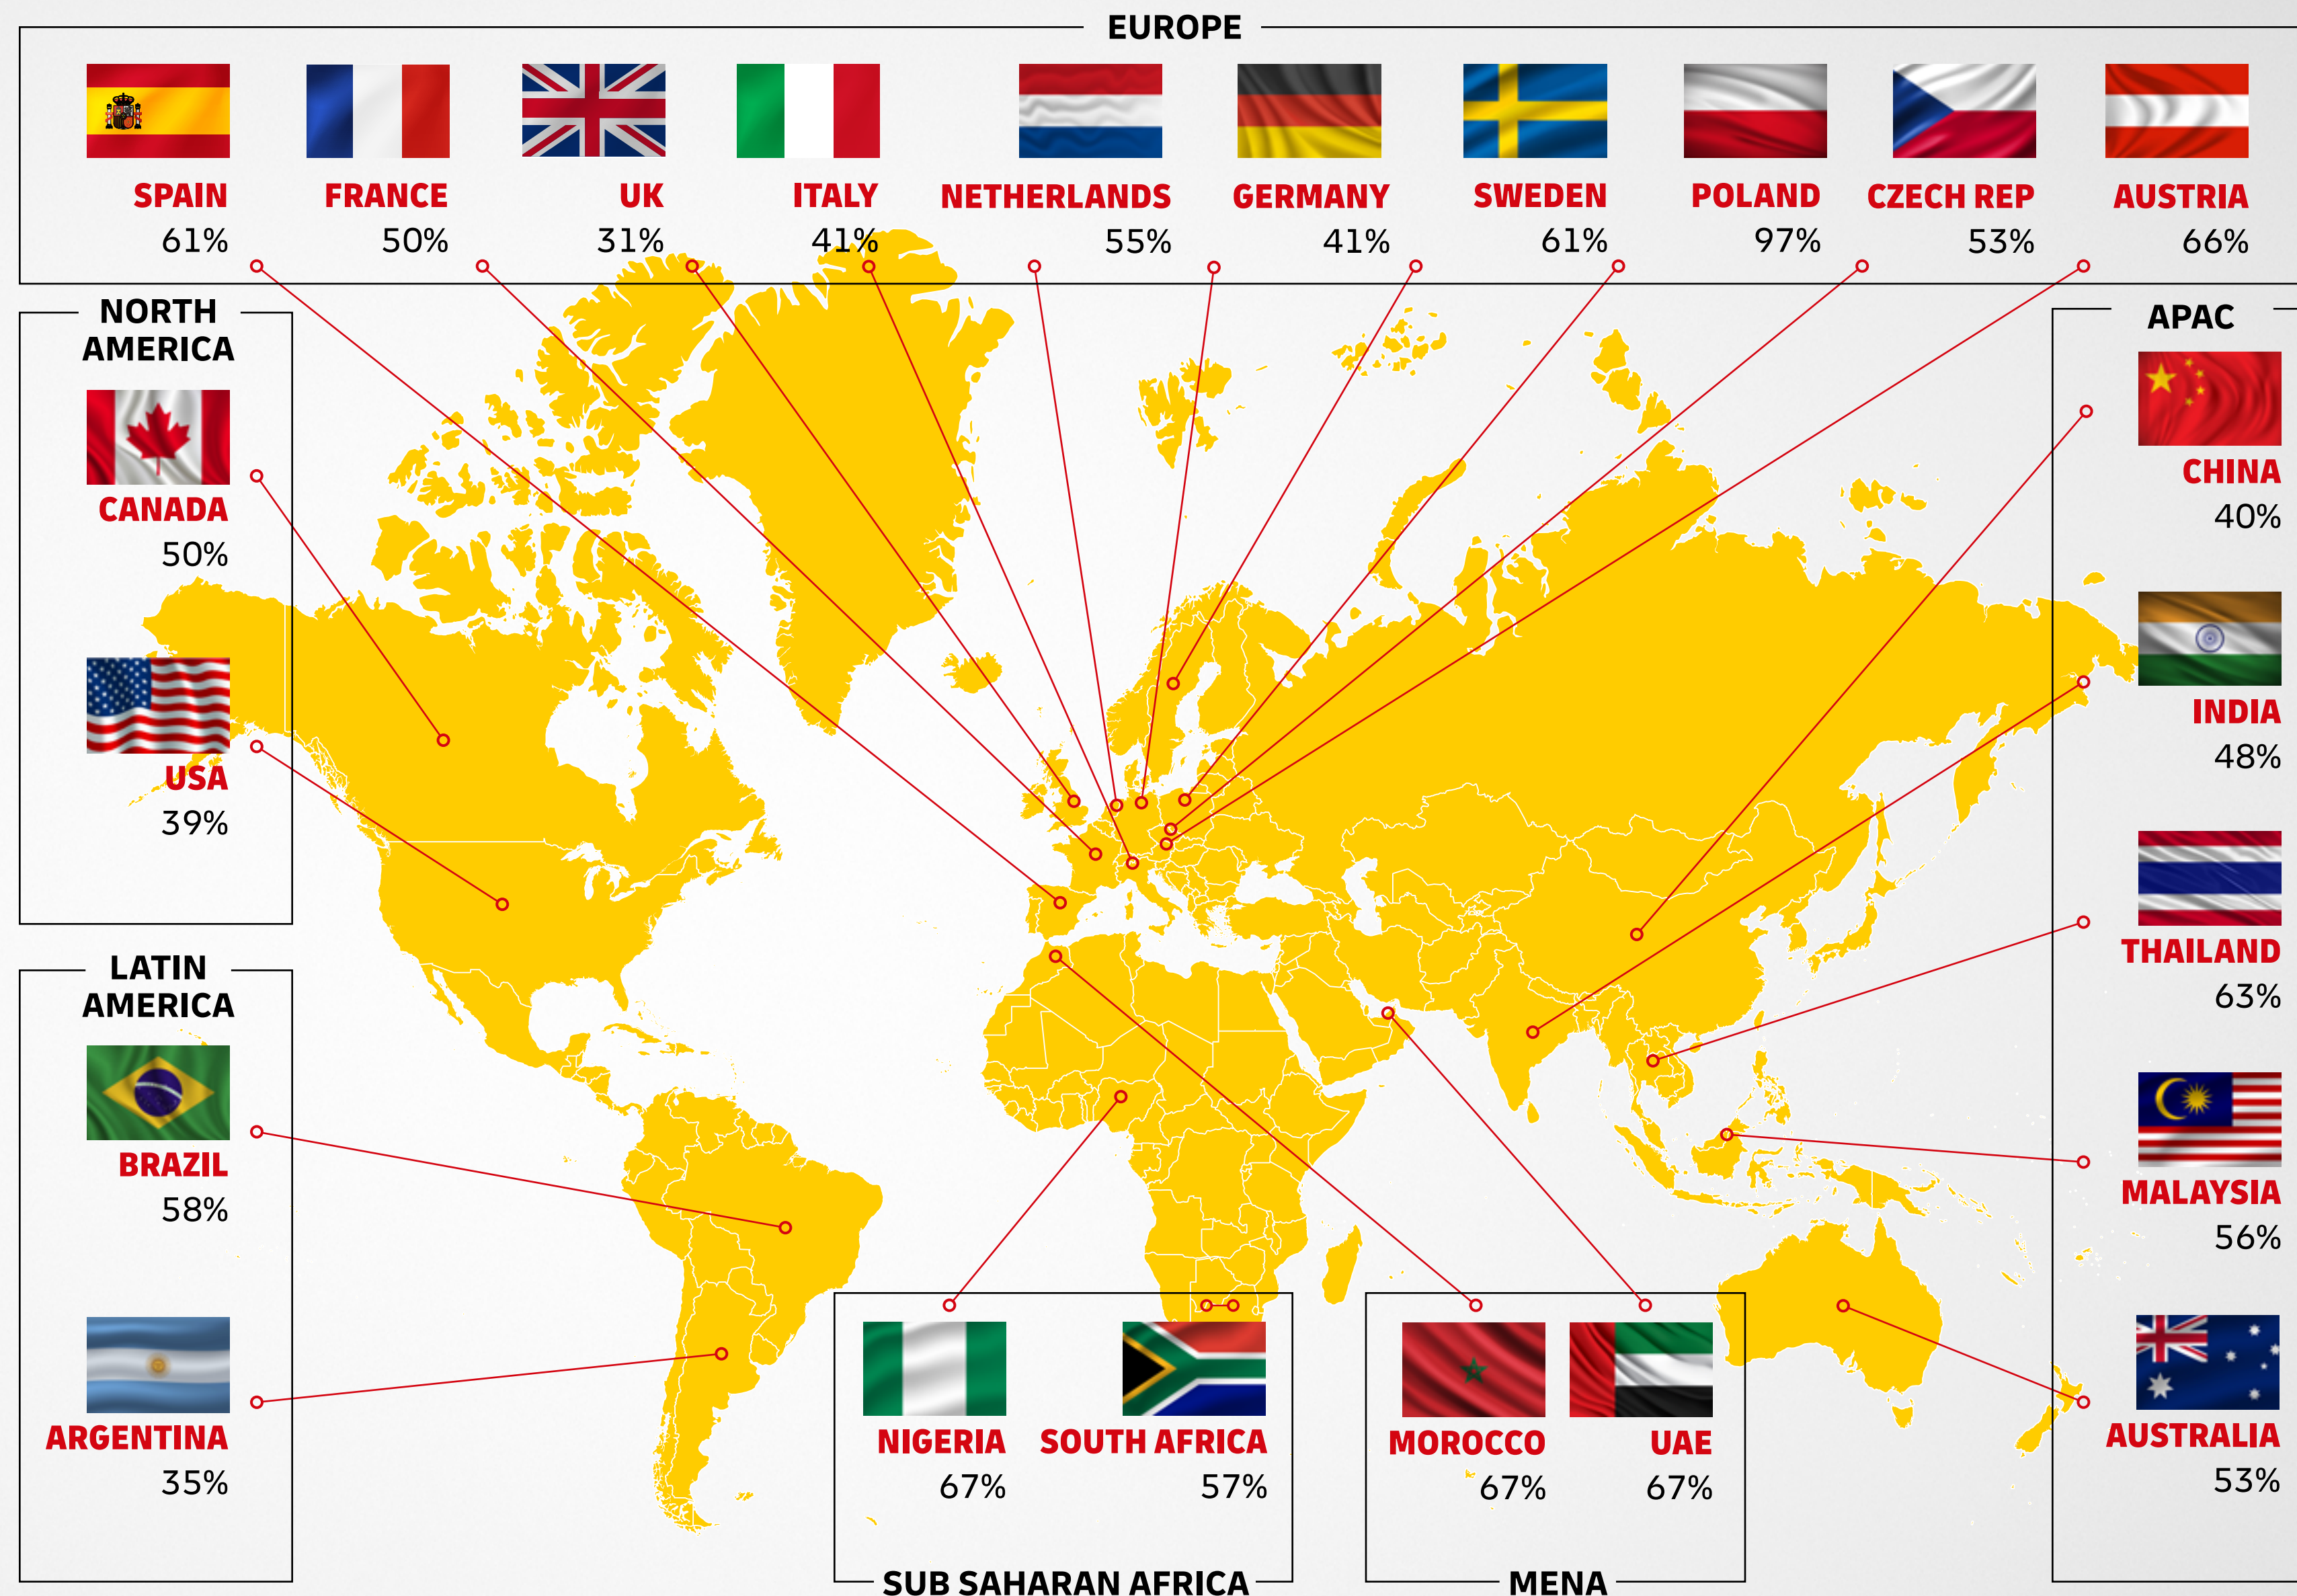 EUROPE
SPAIN
61%
FRANCE
50%
UK
31%
ITALY
41%
NETHERLANDS
55%
GERMANY
41%
SWEDEN
61%
POLAND
97%
CZECH REP
53%
AUSTRIA
66%
NORTH
AMERICA
CANADA
50%
USA
39%
LATIN
AMERICA
BRAZIL
58%
ARGENTINA
35%
NIGERIA
67%
SOUTH AFRICA
57%
SUB SAHARAN AFRICA
MOROCCO
67%
UAE
67%
MENA
APAC
CHINA
40%
INDIA
48%
THAILAND
63%
MALAYSIA
56%
AUSTRALIA
53%